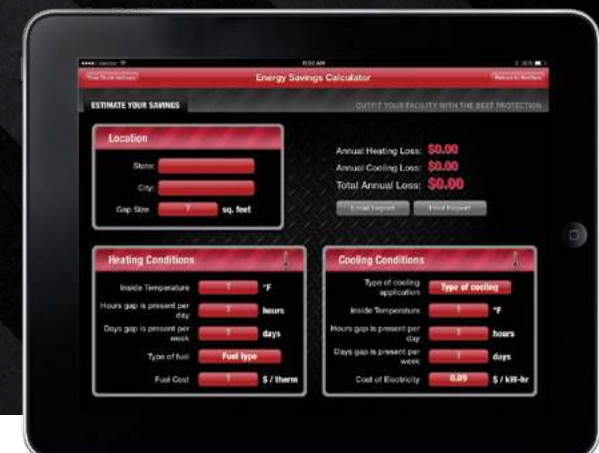 10:52 AM
Energy Savings Calculator
ESTIMATE YOUR SAVINGS
OUTFIT YOUR FACILITY WITH THE BEST PROTECTION
Location
State:
City:
Gap Size ? sq. feet
Annual Heating Loss: $0.00
Annual Cooling Loss: $0.00
Total Annual Loss: $0.00
Email Report
Print Report
Heating Conditions
Inside Temperature ? °F
Hours gap is present per day ? hours
Days gap is present per week ? days
Type of fuel Fuel type
Fuel Cost ? $ / therm
Cooling Conditions
Type of cooling application Type of cooling
Inside Temperature ? °F
Hours gap is present per day ? hours
Days gap is present per week ? days
Cost of Electricity 0.09 $ / kW-hr